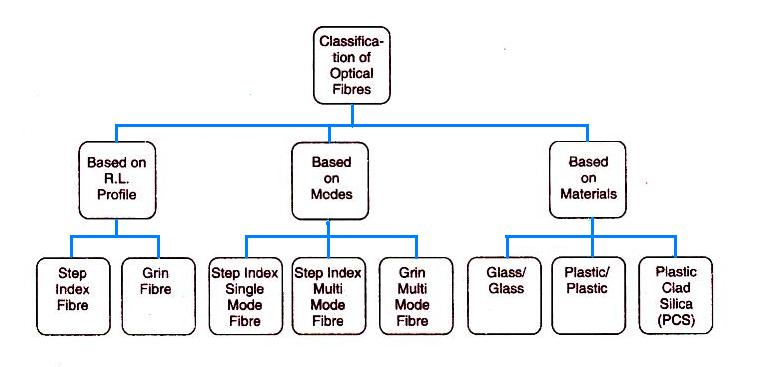 Classifica-
tion of
Optical
Fibres
Based on
R.L.
Profile
Based
on
Modes
Based
on
Materials
Step
Index
Fibre
Grin
Fibre
Step Index
Single
Mode
Fibre
Step Index
Multi
Mode
Fibre
Grin
Multi
Mode
Fibre
Glass/
Glass
Plastic/
Plastic
Plastic
Clad
Silica
(PCS)